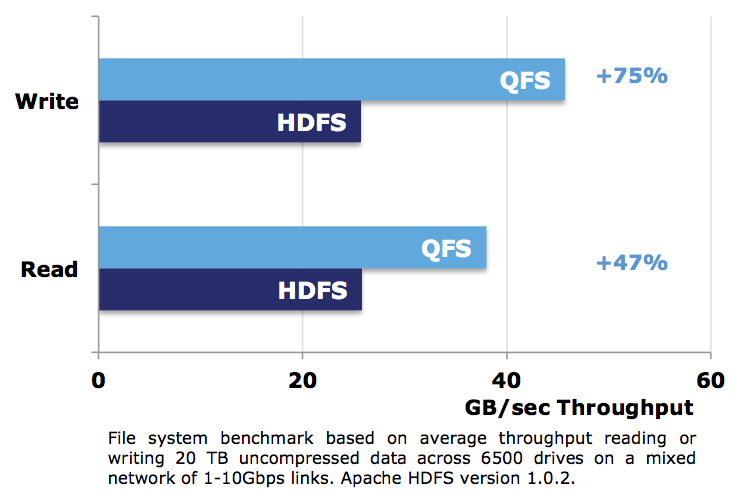 QFS
+75%
Write
HDFS
QFS
+47%
Read
HDFS
0
20
40
60
GB/sec Throughput
File system benchmark based on average throughput reading or
writing 20 TB uncompressed data across 6500 drives on a mixed
network of 1-10Gbps links. Apache HDFS version 1.0.2.